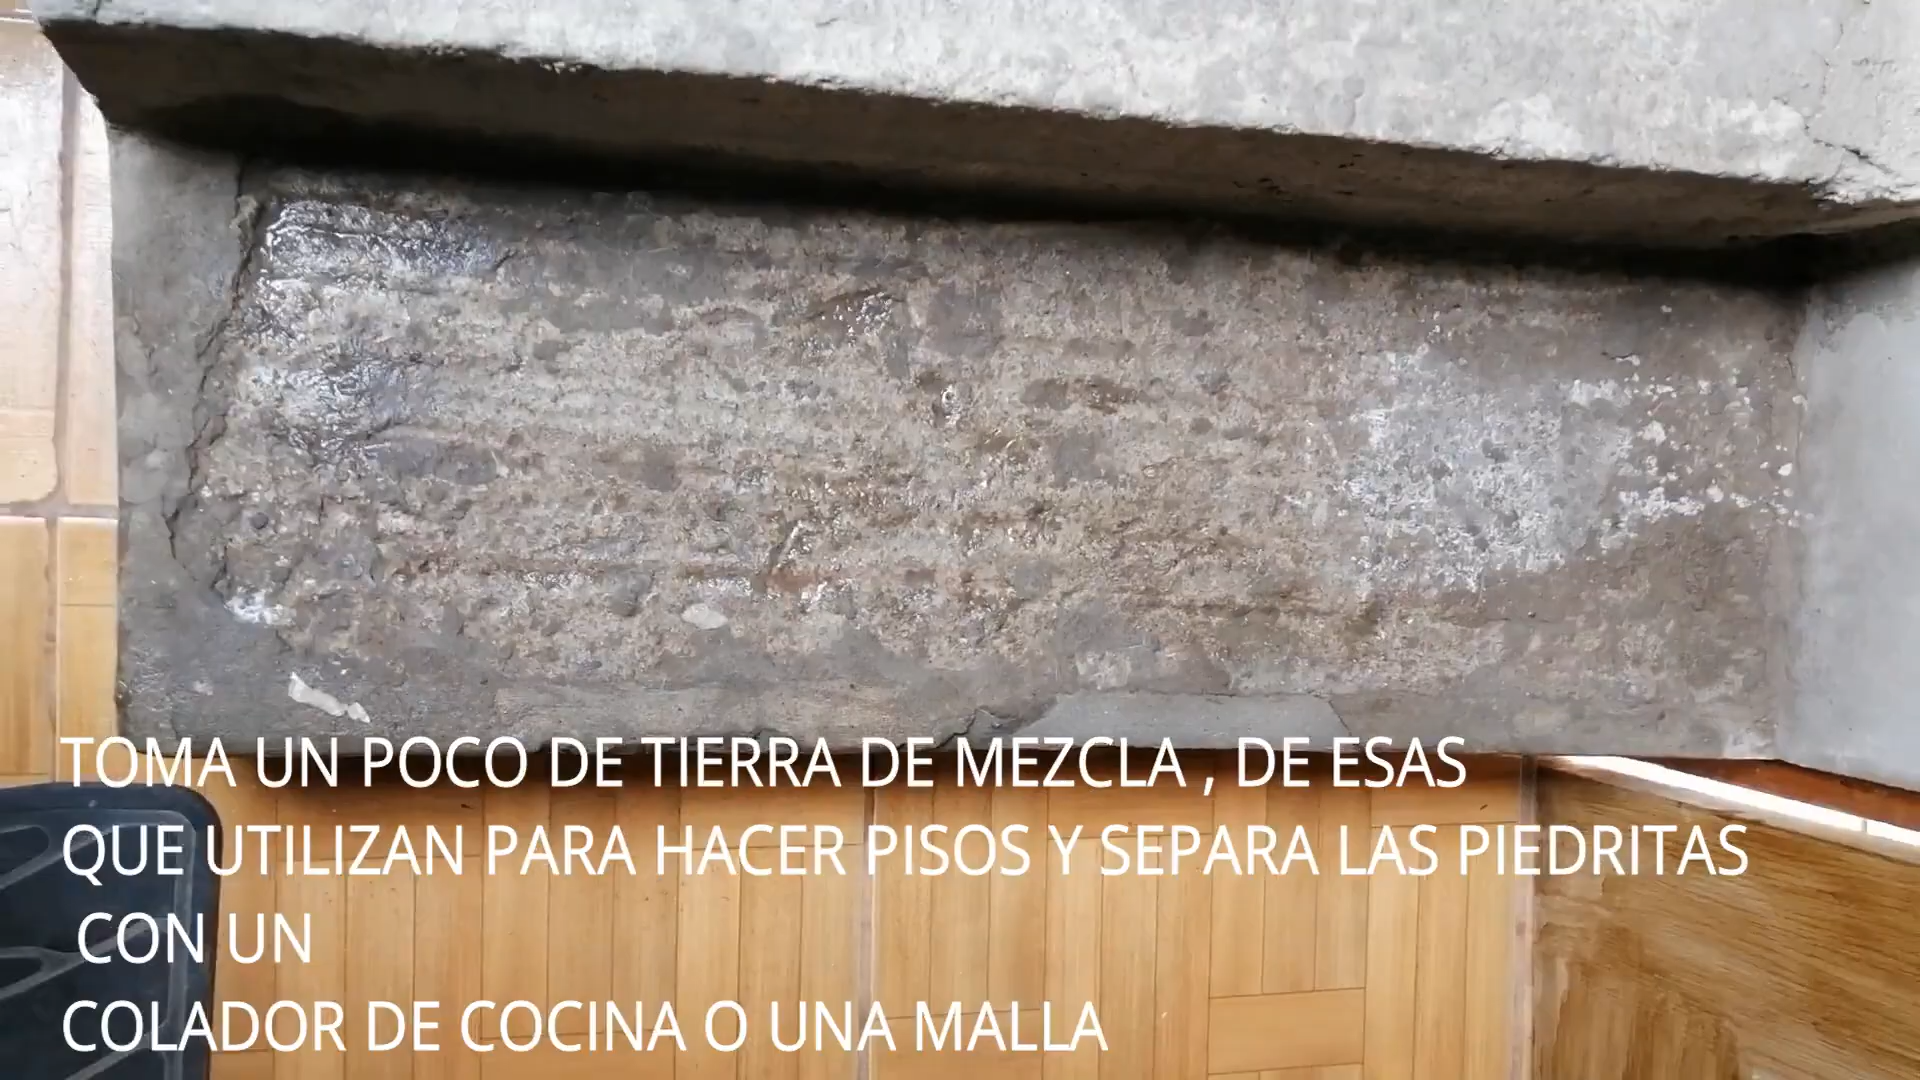 TOMA UN POCO DE TIERRA DE MEZCLA , DE ESAS
QUE UTILIZAN PARA HACER PISOS Y SEPARA LAS PIEDRITAS
CON UN
COLADOR DE COCINA O UNA MALLA